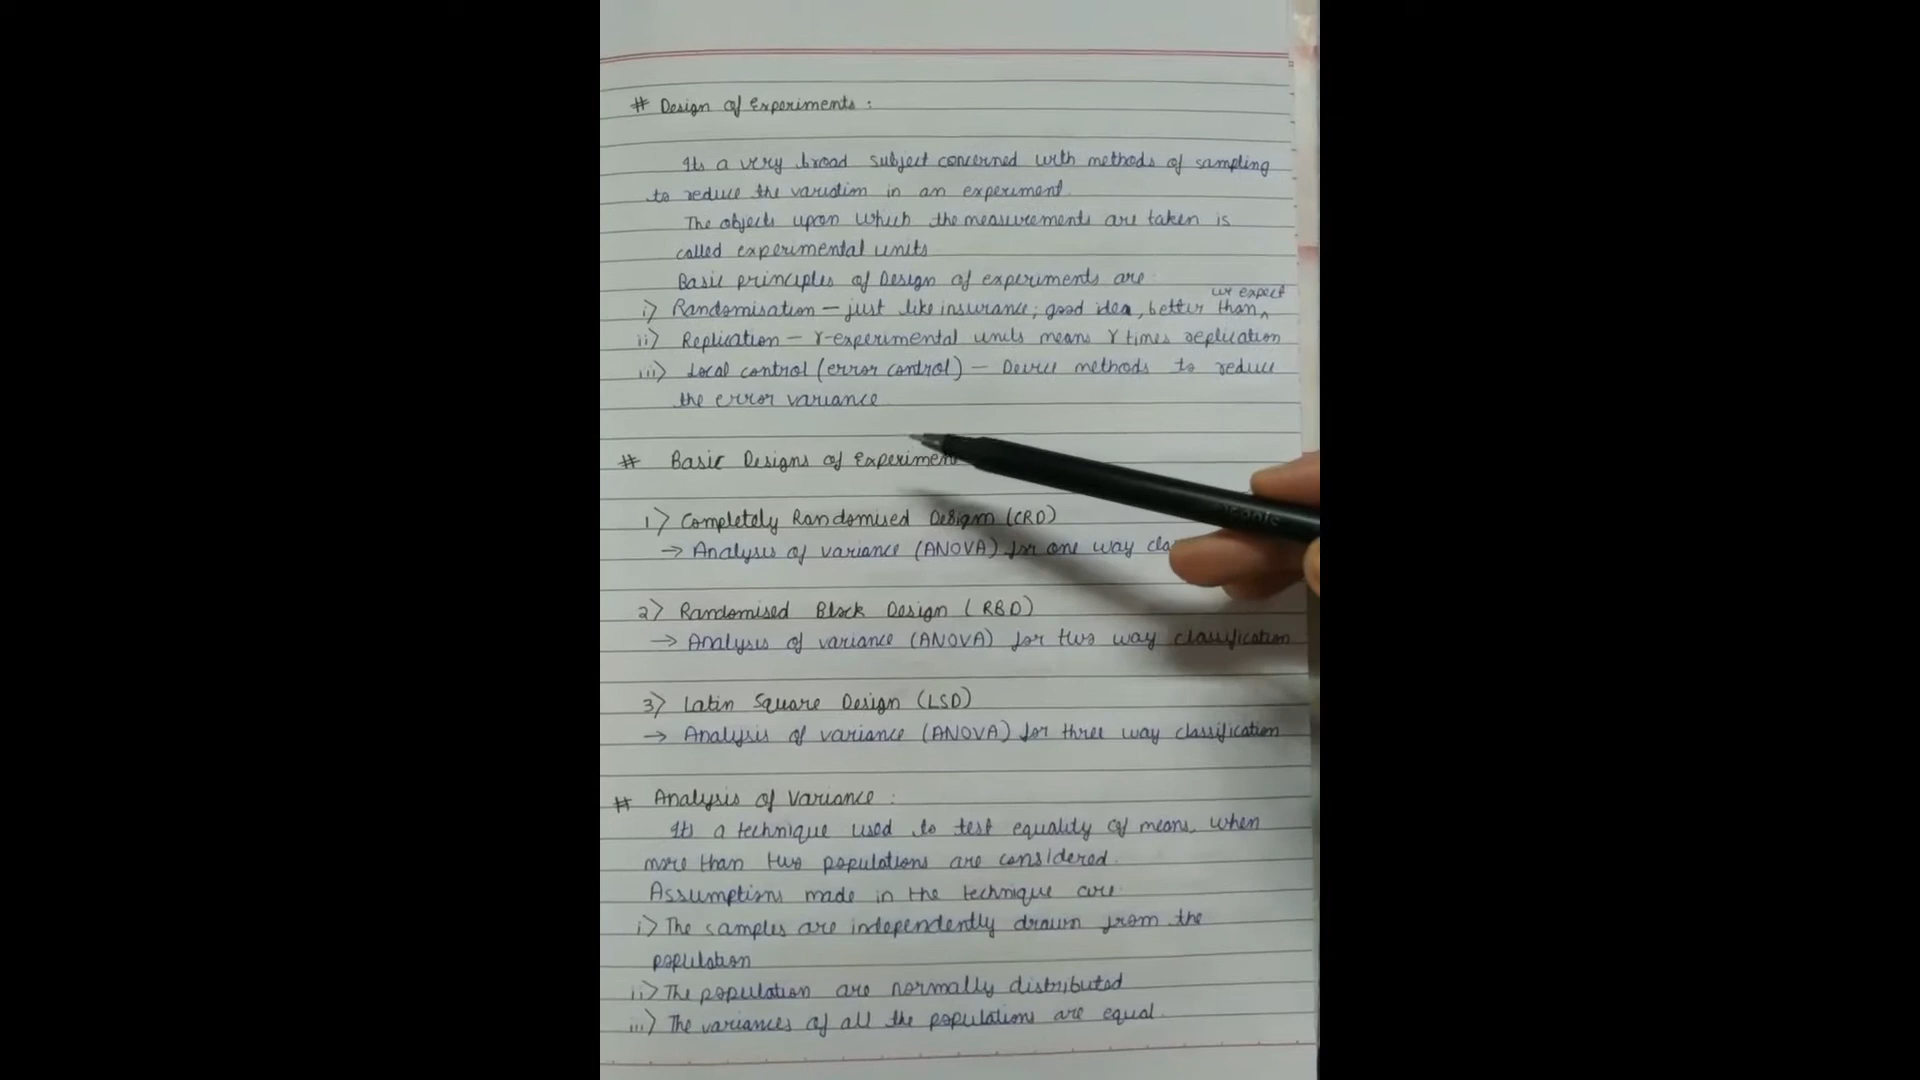 # Design of Experiments :
Its a very broad subject concerned with methods of sampling
to reduce the variation in an experiment.
The objects upon which the measurements are taken is
called experimental units
Basic principles of Design of experiments are
we expect
i) Randomisation — just like insurance; good idea, better than^
ii) Replication — r-experimental units means r times replication
iii) Local control (error control) — Device methods to reduce
the error variance
# Basic Designs of Experiment
1) Completely Randomised Design (CRD)
→ Analysis of variance (ANOVA) for one way cla
2) Randomised Block Design (RBD)
→ Analysis of variance (ANOVA) for two way classification
3) Latin Square Design (LSD)
→ Analysis of variance (ANOVA) for three way classification
# Analysis of Variance :
Its a technique used to test equality of means, when
more than two populations are considered.
Assumptions made in the technique are
i) The samples are independently drawn from the
population
ii) The population are normally distributed
iii) The variances of all the populations are equal.